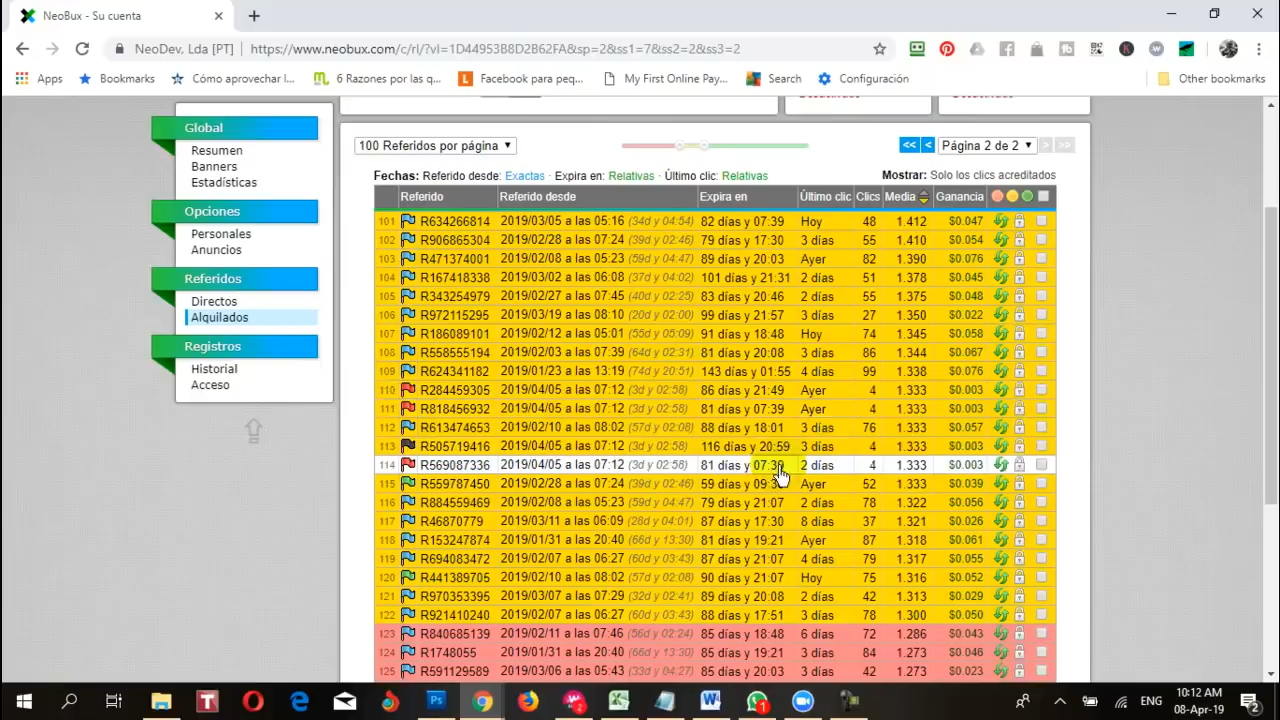 NeoBux - Su cuenta
NeoDev, Lda [PT] https://www.neobux.com/c/rl/?vl=1D44953B8D2B62FA&sp=2&ss1=7&ss2=2&ss3=2
Apps Bookmarks Cómo aprovechar l... 6 Razones por las q... Facebook para peq... My First Online Pay... Search Configuración Other bookmarks
Global
Resumen
Banners
Estadísticas
Opciones
Personales
Anuncios
Referidos
Directos
Alquilados
Registros
Historial
Acceso
100 Referidos por página Página 2 de 2
Fechas: Referido desde: Exactas · Expira en: Relativas · Último clic: Relativas Mostrar: Solo los clics acreditados
Referido Referido desde Expira en Último clic Clics Media Ganancia
101 R634266814 2019/03/05 a las 05:16 (34d y 04:54) 82 días y 07:39 Hoy 48 1.412 $0.047
102 R906865304 2019/02/28 a las 07:24 (39d y 02:46) 79 días y 17:30 3 días 55 1.410 $0.054
103 R471374001 2019/02/08 a las 05:23 (59d y 04:47) 89 días y 20:03 Ayer 82 1.390 $0.076
104 R167418338 2019/03/02 a las 06:08 (37d y 04:02) 101 días y 21:31 2 días 51 1.378 $0.045
105 R343254979 2019/02/27 a las 07:45 (40d y 02:25) 83 días y 20:46 2 días 55 1.375 $0.048
106 R972115295 2019/03/19 a las 08:10 (20d y 02:00) 99 días y 21:57 3 días 27 1.350 $0.022
107 R186089101 2019/02/12 a las 05:01 (55d y 05:09) 91 días y 18:48 Hoy 74 1.345 $0.058
108 R558555194 2019/02/03 a las 07:39 (64d y 02:31) 81 días y 20:08 3 días 86 1.344 $0.067
109 R624341182 2019/01/23 a las 13:19 (74d y 20:51) 143 días y 01:55 4 días 99 1.338 $0.076
110 R284459305 2019/04/05 a las 07:12 (3d y 02:58) 86 días y 21:49 Ayer 4 1.333 $0.003
111 R818456932 2019/04/05 a las 07:12 (3d y 02:58) 81 días y 07:39 Ayer 4 1.333 $0.003
112 R613474653 2019/02/10 a las 08:02 (57d y 02:08) 88 días y 18:01 3 días 76 1.333 $0.057
113 R505719416 2019/04/05 a las 07:12 (3d y 02:58) 116 días y 20:59 3 días 4 1.333 $0.003
114 R569087336 2019/04/05 a las 07:12 (3d y 02:58) 81 días y 07:39 2 días 4 1.333 $0.003
115 R559787450 2019/02/28 a las 07:24 (39d y 02:46) 59 días y Ayer 52 1.333 $0.039
116 R884559469 2019/02/08 a las 05:23 (59d y 04:47) 79 días y 21:07 2 días 78 1.322 $0.056
117 R46870779 2019/03/11 a las 06:09 (28d y 04:01) 87 días y 17:30 8 días 37 1.321 $0.026
118 R153247874 2019/01/31 a las 20:40 (66d y 13:30) 81 días y 19:21 Ayer 87 1.318 $0.061
119 R694083472 2019/02/06 a las 06:27 (60d y 03:43) 87 días y 21:07 4 días 79 1.317 $0.055
120 R441389705 2019/02/10 a las 08:02 (57d y 02:08) 90 días y 21:07 Hoy 75 1.316 $0.052
121 R970353395 2019/03/07 a las 07:29 (32d y 02:41) 89 días y 20:08 2 días 42 1.313 $0.029
122 R921410240 2019/02/07 a las 06:27 (60d y 03:43) 88 días y 17:51 3 días 78 1.300 $0.050
123 R840685139 2019/02/11 a las 07:46 (56d y 02:24) 85 días y 18:48 6 días 72 1.286 $0.043
124 R1748055 2019/01/31 a las 20:40 (66d y 13:30) 85 días y 19:21 3 días 84 1.273 $0.046
125 R591129589 2019/03/06 a las 05:43 (33d y 04:27) 85 días y 20:03 3 días 42 1.273 $0.023
ENG 10:12 AM
08-Apr-19